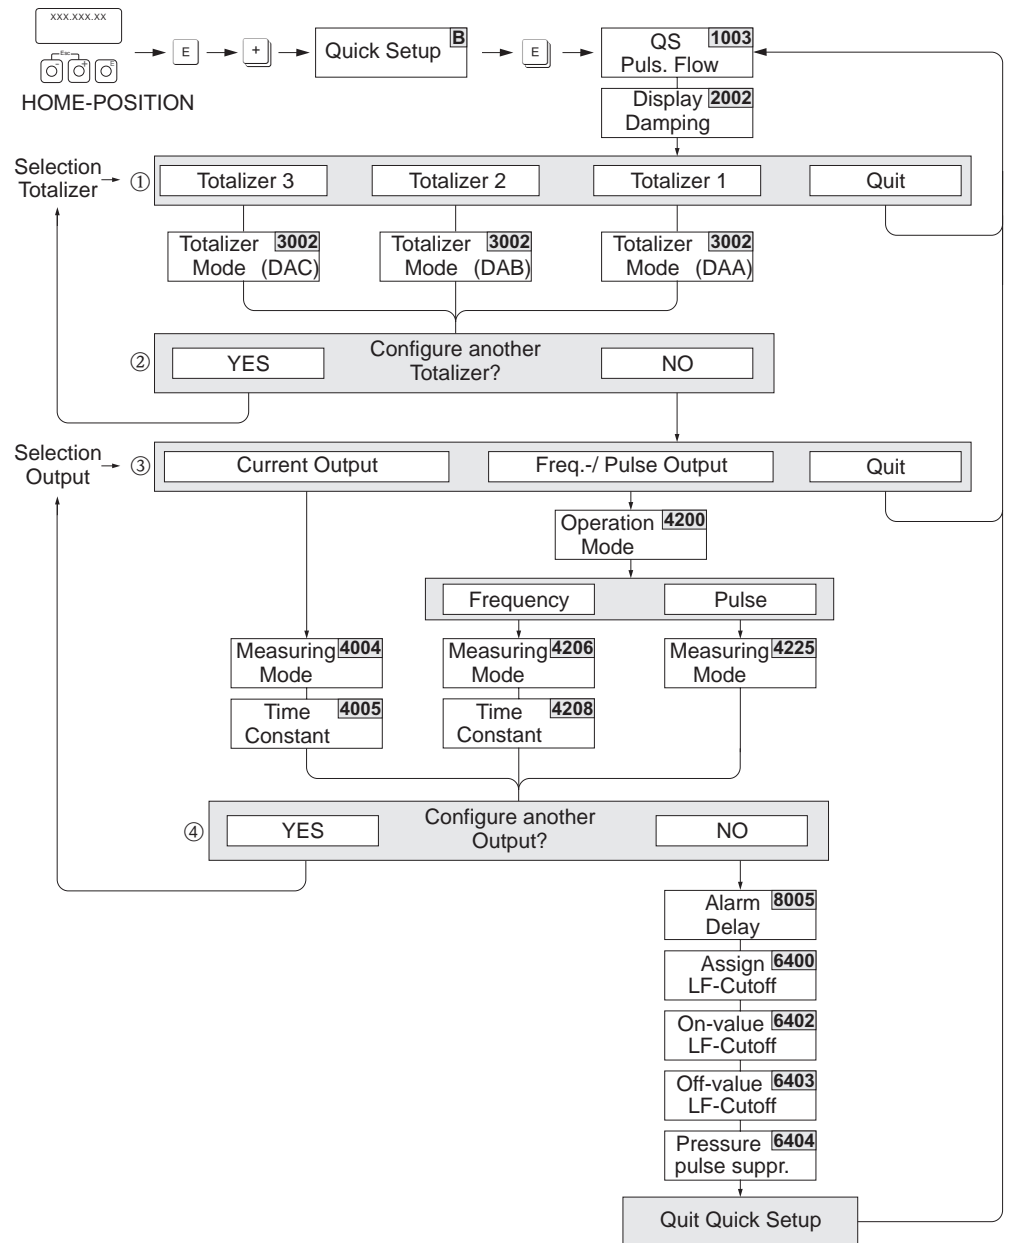 XXX.XXX.XX
Esc
- + E
HOME-POSITION
E
+
Quick Setup B
E
QS 1003
Puls. Flow
Display 2002
Damping
Selection
Totalizer
① Totalizer 3 Totalizer 2 Totalizer 1 Quit
Totalizer 3002
Mode (DAC)
Totalizer 3002
Mode (DAB)
Totalizer 3002
Mode (DAA)
② YES
Configure another
Totalizer?
NO
Selection
Output
③ Current Output Freq.-/ Pulse Output Quit
Operation 4200
Mode
Frequency Pulse
Measuring 4004
Mode
Measuring 4206
Mode
Measuring 4225
Mode
Time 4005
Constant
Time 4208
Constant
④ YES
Configure another
Output?
NO
Alarm 8005
Delay
Assign 6400
LF-Cutoff
On-value 6402
LF-Cutoff
Off-value 6403
LF-Cutoff
Pressure 6404
pulse suppr.
Quit Quick Setup